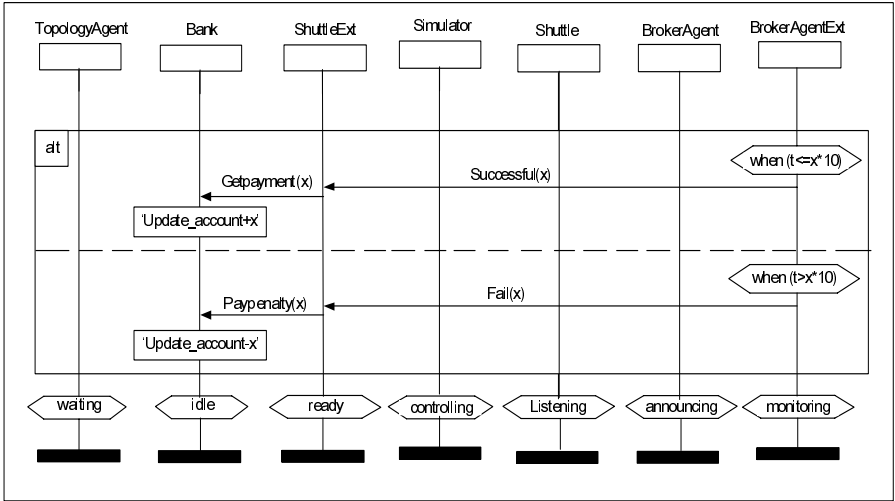 TopologyAgent Bank ShuttleExt Simulator Shuttle BrokerAgent BrokerAgentExt
alt
when (t<=x*10)
Successful(x)
Getpayment(x)
'Update_account+x'
when (t>x*10)
Fail(x)
Paypenalty(x)
'Update_account-x'
waiting idle ready controlling Listening announcing monitoring